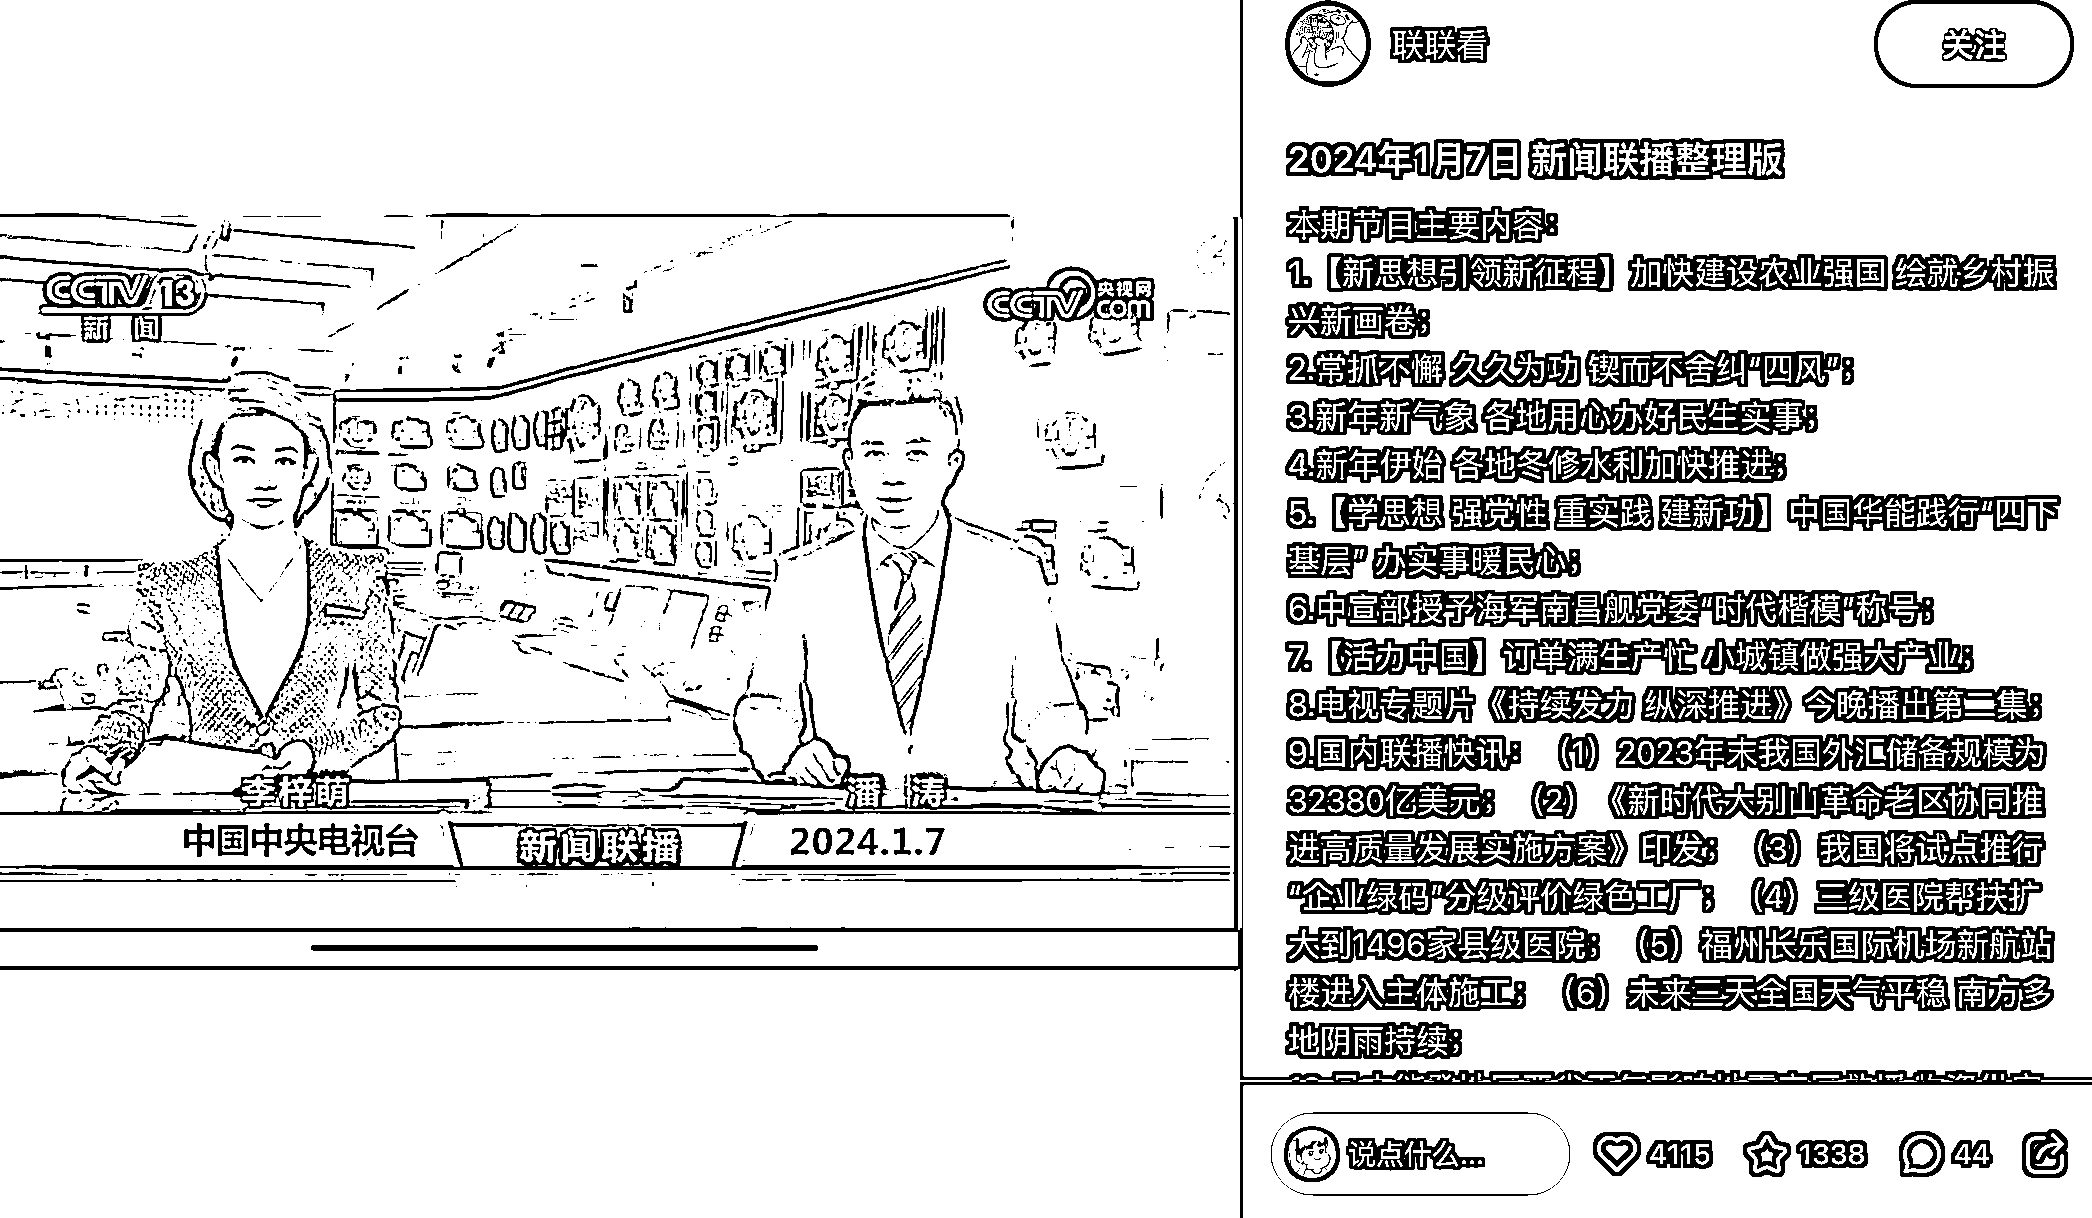 CCTV 13
新闻
CCTV 央视网
com
李梓萌
潘涛
中国中央电视台
新闻联播
2024.1.7
联联看
关注
2024年1月7日 新闻联播整理版
本期节目主要内容：
1.【新思想引领新征程】加快建设农业强国 绘就乡村振
兴新画卷；
2.常抓不懈 久久为功 锲而不舍纠“四风”；
3.新年新气象 各地用心办好民生实事；
4.新年伊始 各地冬修水利加快推进；
5.【学思想 强党性 重实践 建新功】中国华能践行“四下
基层” 办实事暖民心；
6.中宣部授予海军南昌舰党委“时代楷模”称号；
7.【活力中国】订单满生产忙 小城镇做强大产业；
8.电视专题片《持续发力 纵深推进》今晚播出第二集；
9.国内联播快讯：（1）2023年末我国外汇储备规模为
32380亿美元；（2）《新时代大别山革命老区协同推
进高质量发展实施方案》印发；（3）我国将试点推行
“企业绿码”分级评价绿色工厂；（4）三级医院帮扶扩
大到1496家县级医院；（5）福州长乐国际机场新航站
楼进入主体施工；（6）未来三天全国天气平稳 南方多
地阴雨持续；
说点什么...
4115
1338
44